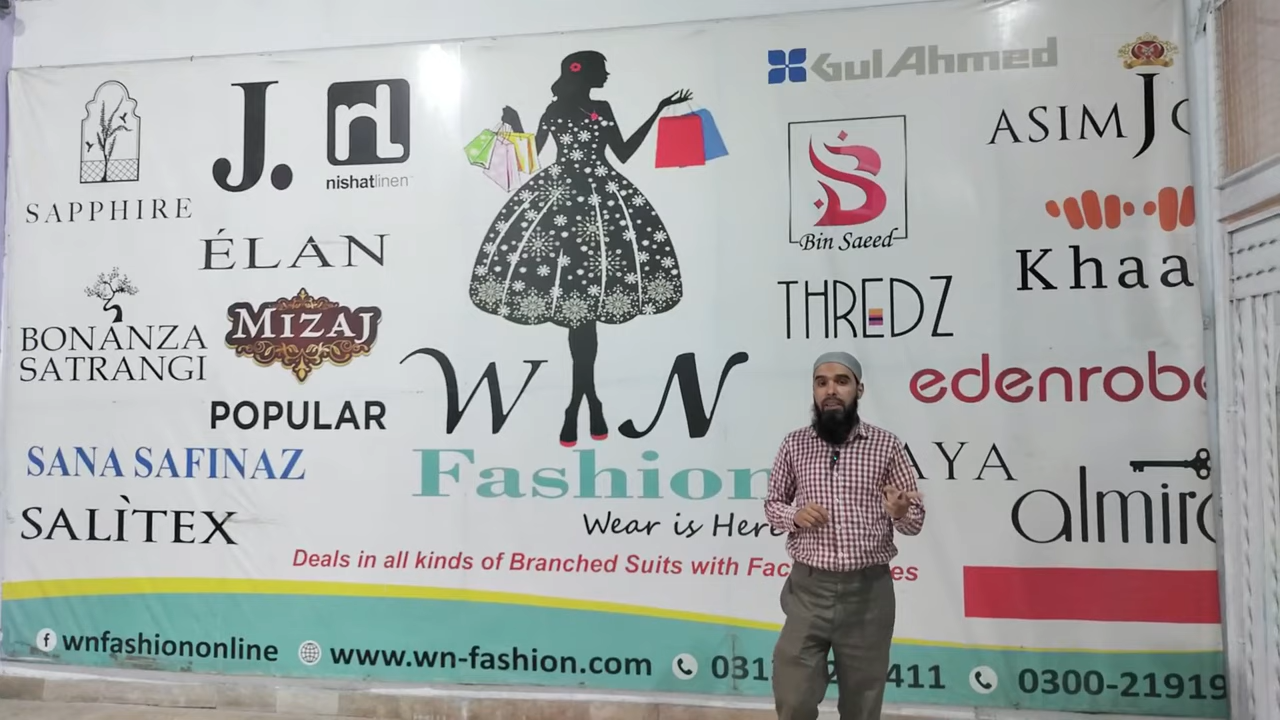 SAPPHIRE
J.
nishatlinen
ÉLAN
BONANZA
SATRANGI
MIZAJ
POPULAR
SANA SAFINAZ
SALÌTEX
W N
Fashion
Wear is Here
Deals in all kinds of Branched Suits with
Gul Ahmed
ASIM J
Bin Saeed
Khaa
THREDZ
edenrobe
AYA
almir
wnfashiononline
www.wn-fashion.com
411
0300-21919